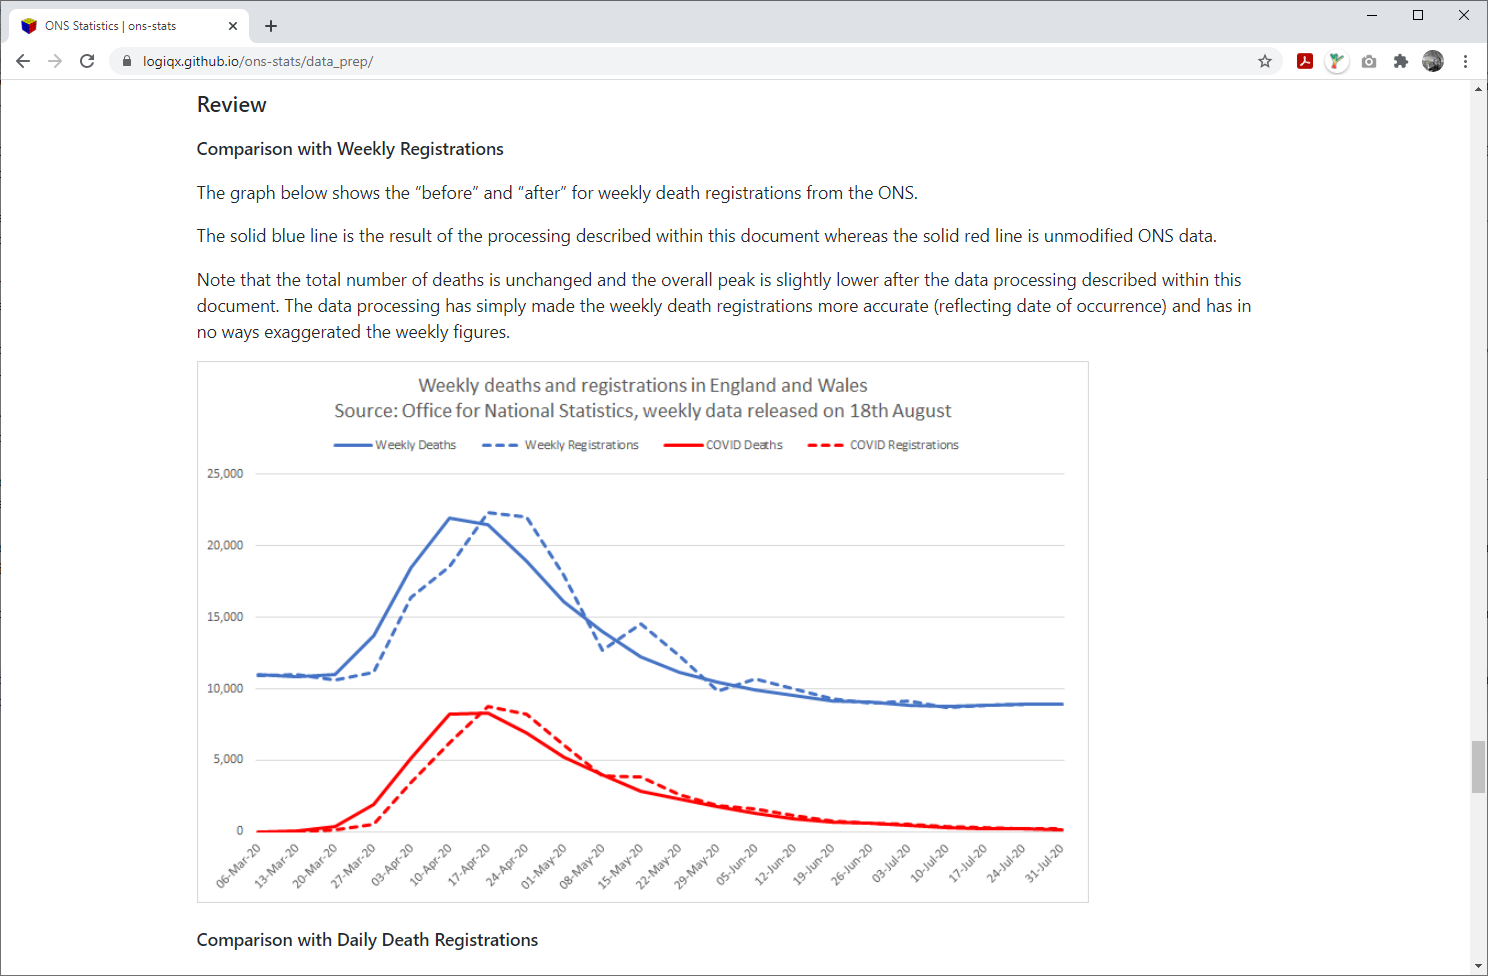 ONS Statistics | ons-stats
logiqx.github.io/ons-stats/data_prep/
Review
Comparison with Weekly Registrations
The graph below shows the “before” and “after” for weekly death registrations from the ONS.
The solid blue line is the result of the processing described within this document whereas the solid red line is unmodified ONS data.
Note that the total number of deaths is unchanged and the overall peak is slightly lower after the data processing described within this
document. The data processing has simply made the weekly death registrations more accurate (reflecting date of occurrence) and has in
no ways exaggerated the weekly figures.
Weekly deaths and registrations in England and Wales
Source: Office for National Statistics, weekly data released on 18th August
Weekly Deaths Weekly Registrations COVID Deaths COVID Registrations
25,000
20,000
15,000
10,000
5,000
0
06-Mar-20 13-Mar-20 20-Mar-20 27-Mar-20 03-Apr-20 10-Apr-20 17-Apr-20 24-Apr-20 01-May-20 08-May-20 15-May-20 22-May-20 29-May-20 05-Jun-20 12-Jun-20 19-Jun-20 26-Jun-20 03-Jul-20 10-Jul-20 17-Jul-20 24-Jul-20 31-Jul-20
Comparison with Daily Death Registrations